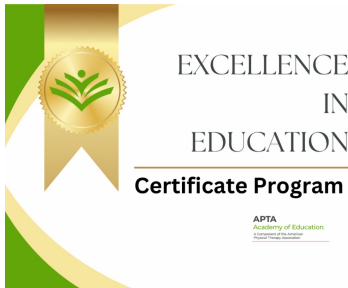 EXCELLENCE
IN
EDUCATION
Certificate Program
APTA
Academy of Education
A Component of the American
Physical Therapy Association